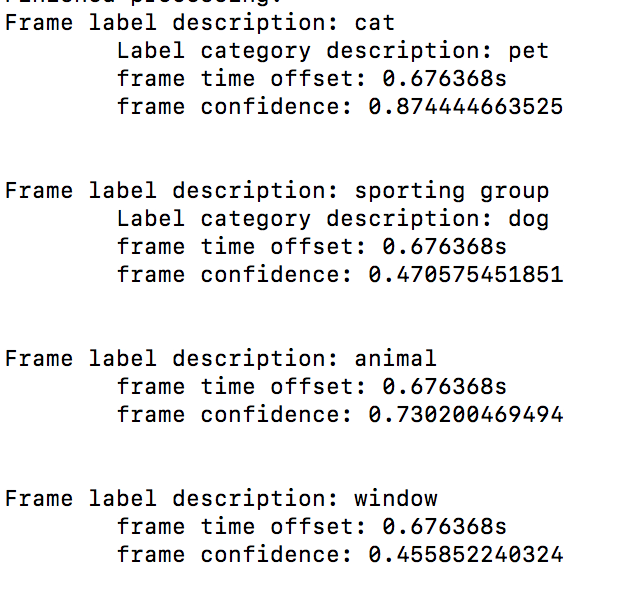 Finished processing.
Frame label description: cat
Label category description: pet
frame time offset: 0.676368s
frame confidence: 0.874444663525
Frame label description: sporting group
Label category description: dog
frame time offset: 0.676368s
frame confidence: 0.470575451851
Frame label description: animal
frame time offset: 0.676368s
frame confidence: 0.730200469494
Frame label description: window
frame time offset: 0.676368s
frame confidence: 0.455852240324